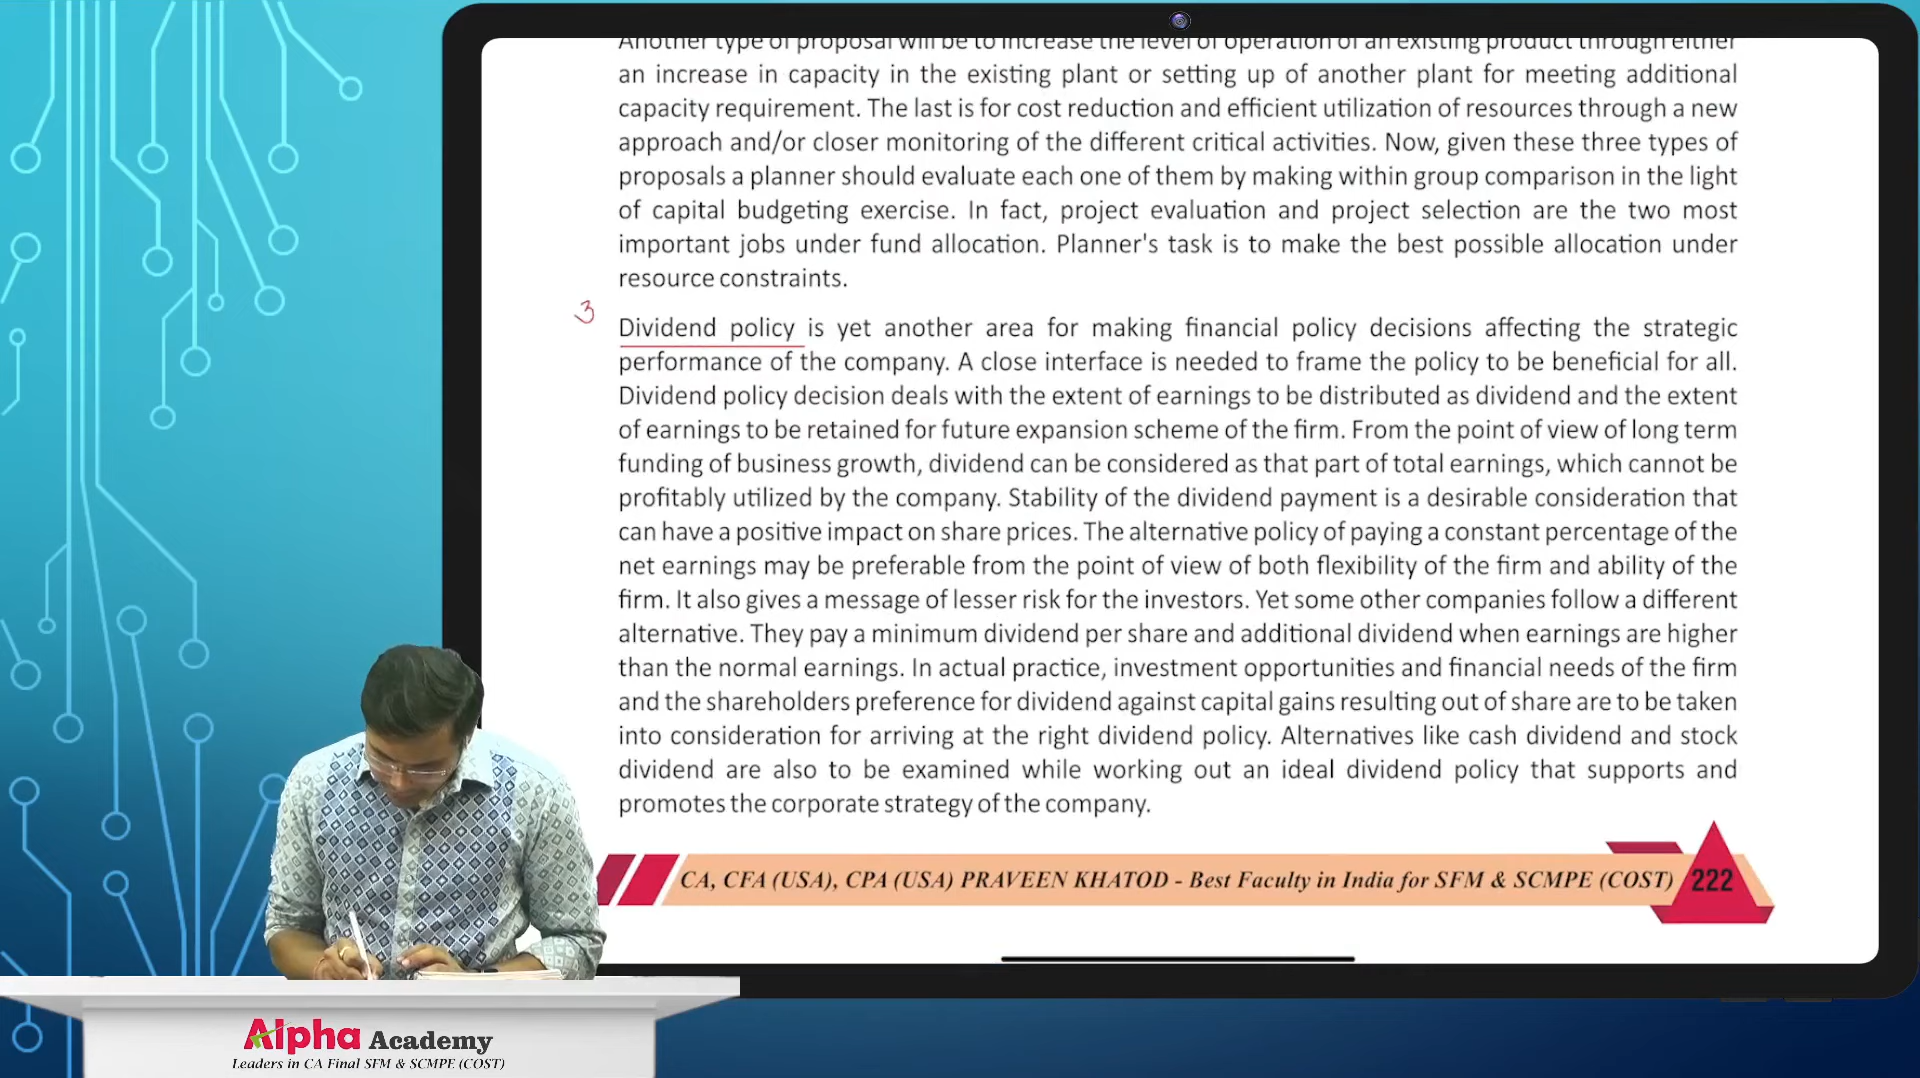 Another type of proposal will be to increase the level of operation of an existing product through either
an increase in capacity in the existing plant or setting up of another plant for meeting additional
capacity requirement. The last is for cost reduction and efficient utilization of resources through a new
approach and/or closer monitoring of the different critical activities. Now, given these three types of
proposals a planner should evaluate each one of them by making within group comparison in the light
of capital budgeting exercise. In fact, project evaluation and project selection are the two most
important jobs under fund allocation. Planner's task is to make the best possible allocation under
resource constraints.
3
Dividend policy is yet another area for making financial policy decisions affecting the strategic
performance of the company. A close interface is needed to frame the policy to be beneficial for all.
Dividend policy decision deals with the extent of earnings to be distributed as dividend and the extent
of earnings to be retained for future expansion scheme of the firm. From the point of view of long term
funding of business growth, dividend can be considered as that part of total earnings, which cannot be
profitably utilized by the company. Stability of the dividend payment is a desirable consideration that
can have a positive impact on share prices. The alternative policy of paying a constant percentage of the
net earnings may be preferable from the point of view of both flexibility of the firm and ability of the
firm. It also gives a message of lesser risk for the investors. Yet some other companies follow a different
alternative. They pay a minimum dividend per share and additional dividend when earnings are higher
than the normal earnings. In actual practice, investment opportunities and financial needs of the firm
and the shareholders preference for dividend against capital gains resulting out of share are to be taken
into consideration for arriving at the right dividend policy. Alternatives like cash dividend and stock
dividend are also to be examined while working out an ideal dividend policy that supports and
promotes the corporate strategy of the company.
CA, CFA (USA), CPA (USA) PRAVEEN KHATOD - Best Faculty in India for SFM & SCMPE (COST)
222
Alpha Academy
Leaders in CA Final SFM & SCMPE (COST)